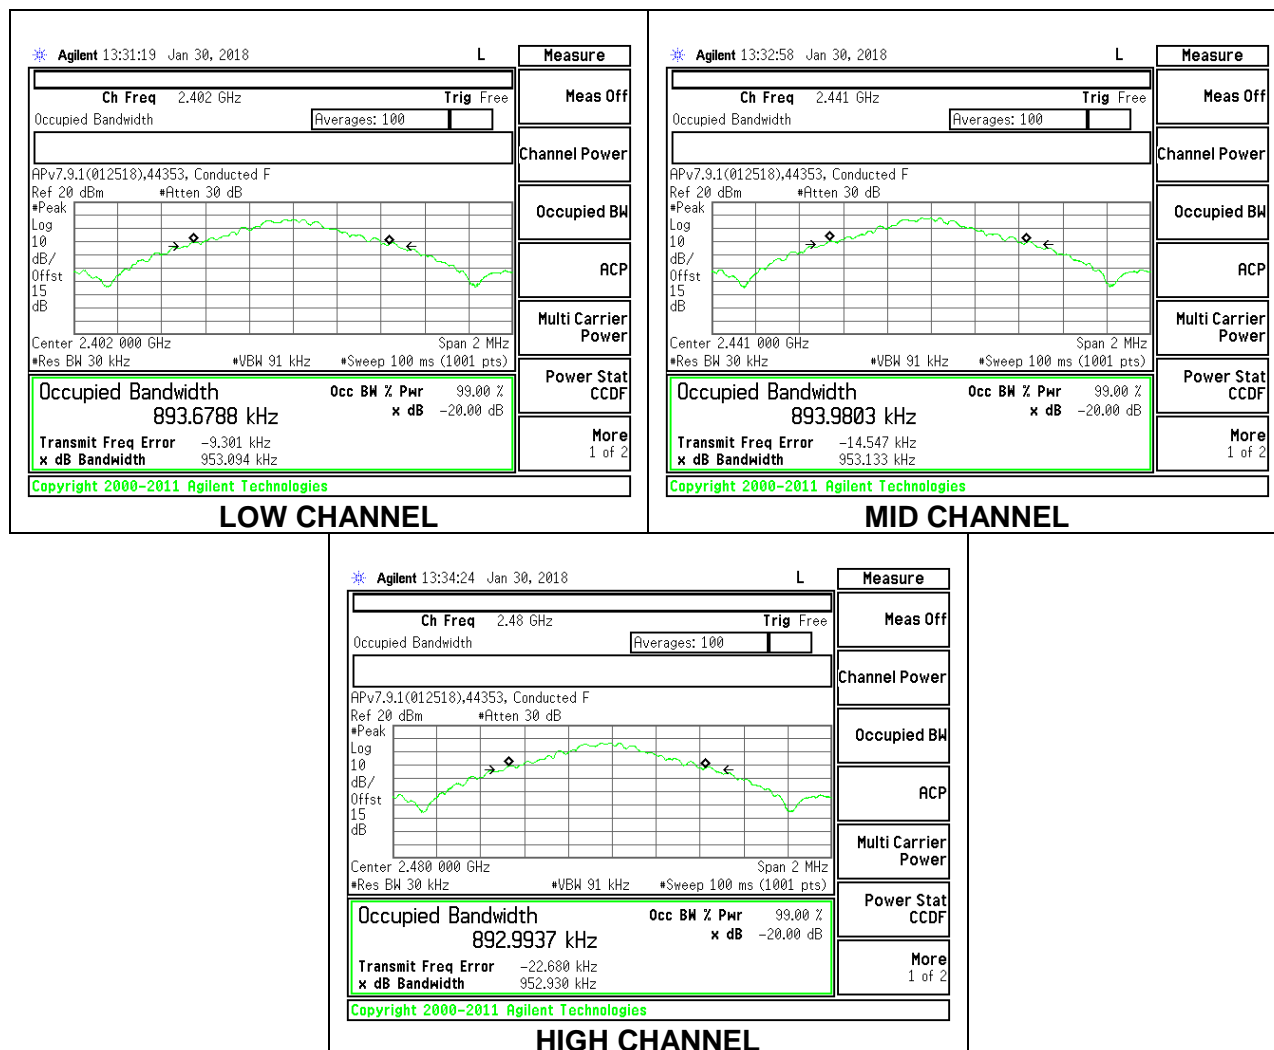 Agilent 13:31:19 Jan 30, 2018 L Measure
Ch Freq 2.402 GHz Trig Free
Occupied Bandwidth Averages: 100
APv7.9.1(012518),44353, Conducted F
Ref 20 dBm #Atten 30 dB
#Peak
Log
10
dB/
Offst
15
dB
Center 2.402 000 GHz Span 2 MHz
#Res BW 30 kHz #VBW 91 kHz #Sweep 100 ms (1001 pts)
Occupied Bandwidth Occ BW % Pwr 99.00 %
893.6788 kHz x dB -20.00 dB
Transmit Freq Error -9.301 kHz
x dB Bandwidth 953.094 kHz
Copyright 2000-2011 Agilent Technologies
Meas Off
Channel Power
Occupied BW
ACP
Multi Carrier
Power
Power Stat
CCDF
More
1 of 2
LOW CHANNEL
Agilent 13:32:58 Jan 30, 2018 L Measure
Ch Freq 2.441 GHz Trig Free
Occupied Bandwidth Averages: 100
APv7.9.1(012518),44353, Conducted F
Ref 20 dBm #Atten 30 dB
#Peak
Log
10
dB/
Offst
15
dB
Center 2.441 000 GHz Span 2 MHz
#Res BW 30 kHz #VBW 91 kHz #Sweep 100 ms (1001 pts)
Occupied Bandwidth Occ BW % Pwr 99.00 %
893.9803 kHz x dB -20.00 dB
Transmit Freq Error -14.547 kHz
x dB Bandwidth 953.133 kHz
Copyright 2000-2011 Agilent Technologies
Meas Off
Channel Power
Occupied BW
ACP
Multi Carrier
Power
Power Stat
CCDF
More
1 of 2
MID CHANNEL
Agilent 13:34:24 Jan 30, 2018 L Measure
Ch Freq 2.48 GHz Trig Free
Occupied Bandwidth Averages: 100
APv7.9.1(012518),44353, Conducted F
Ref 20 dBm #Atten 30 dB
#Peak
Log
10
dB/
Offst
15
dB
Center 2.480 000 GHz Span 2 MHz
#Res BW 30 kHz #VBW 91 kHz #Sweep 100 ms (1001 pts)
Occupied Bandwidth Occ BW % Pwr 99.00 %
892.9937 kHz x dB -20.00 dB
Transmit Freq Error -22.680 kHz
x dB Bandwidth 952.930 kHz
Copyright 2000-2011 Agilent Technologies
Meas Off
Channel Power
Occupied BW
ACP
Multi Carrier
Power
Power Stat
CCDF
More
1 of 2
HIGH CHANNEL